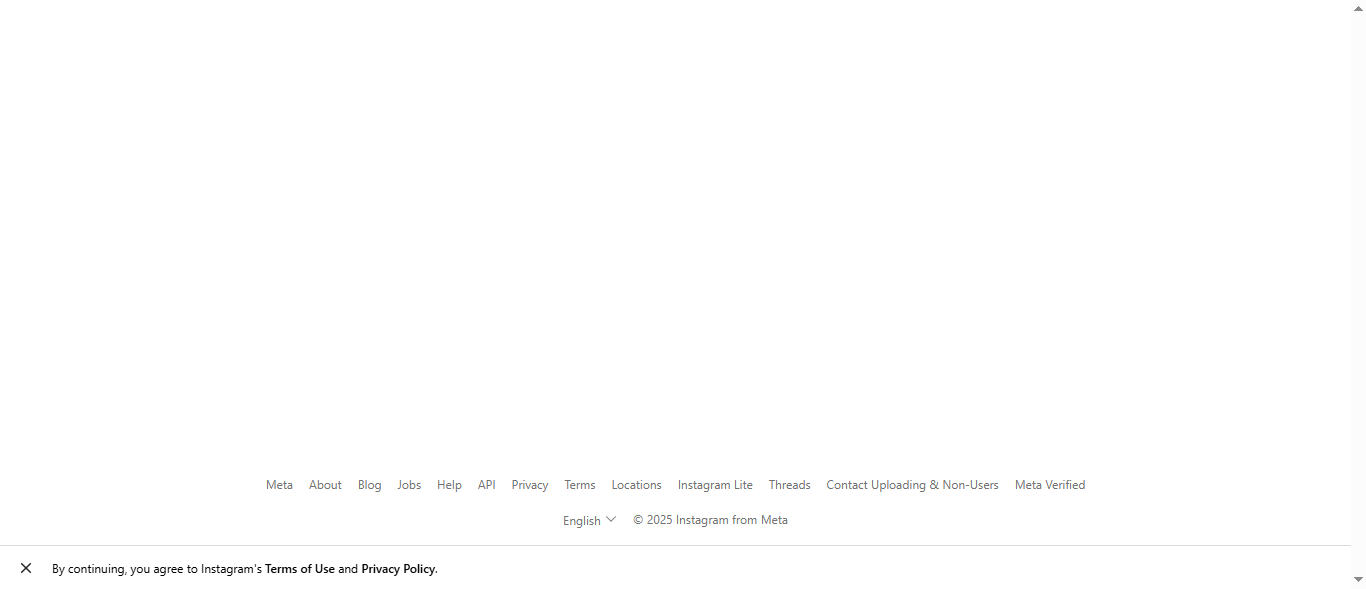 Meta About Blog Jobs Help API Privacy Terms Locations Instagram Lite Threads Contact Uploading & Non-Users Meta Verified
English © 2025 Instagram from Meta
By continuing, you agree to Instagram's Terms of Use and Privacy Policy.